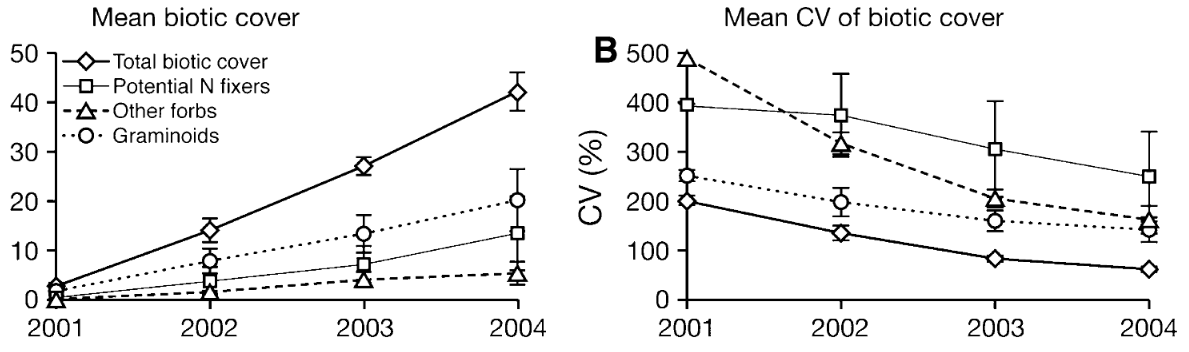 Mean biotic cover
50
40
30
20
10
0
Total biotic cover
Potential N fixers
Other forbs
Graminoids
2001 2002 2003 2004
Mean CV of biotic cover
B
CV (%)
500
400
300
200
100
0
2001 2002 2003 2004